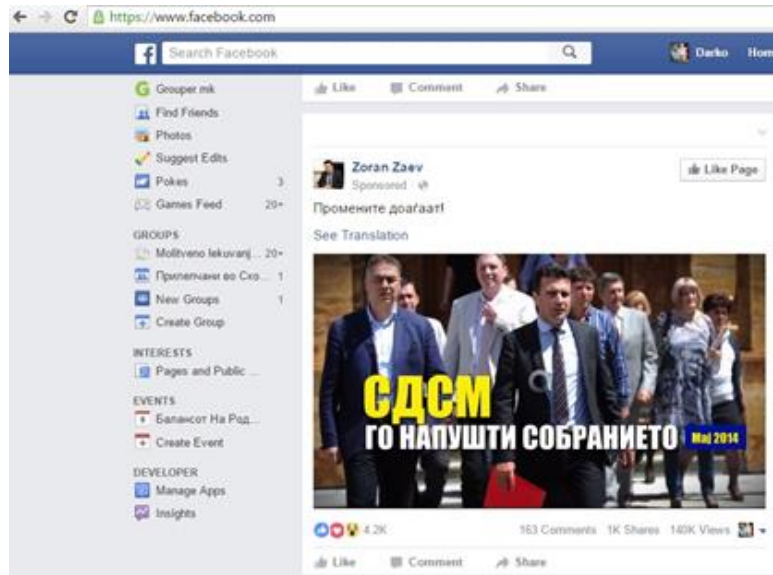 https://www.facebook.com
Search Facebook
Darko Hom
Grouper.mk
Find Friends
Photos
Suggest Edits
Pokes 3
Games Feed 20+
GROUPS
Molitveno lekuvanj... 20+
Прилепчани во Ско... 1
New Groups 1
Create Group
INTERESTS
Pages and Public ...
EVENTS
Балансот На Род...
Create Event
DEVELOPER
Manage Apps
Insights
Like Comment Share
Zoran Zaev
Sponsored
Like Page
Промените доаѓаат!
See Translation
СДСМ
ГО НАПУШТИ СОБРАНИЕТО Мај 2014
4.2K 163 Comments 1K Shares 140K Views
Like Comment Share